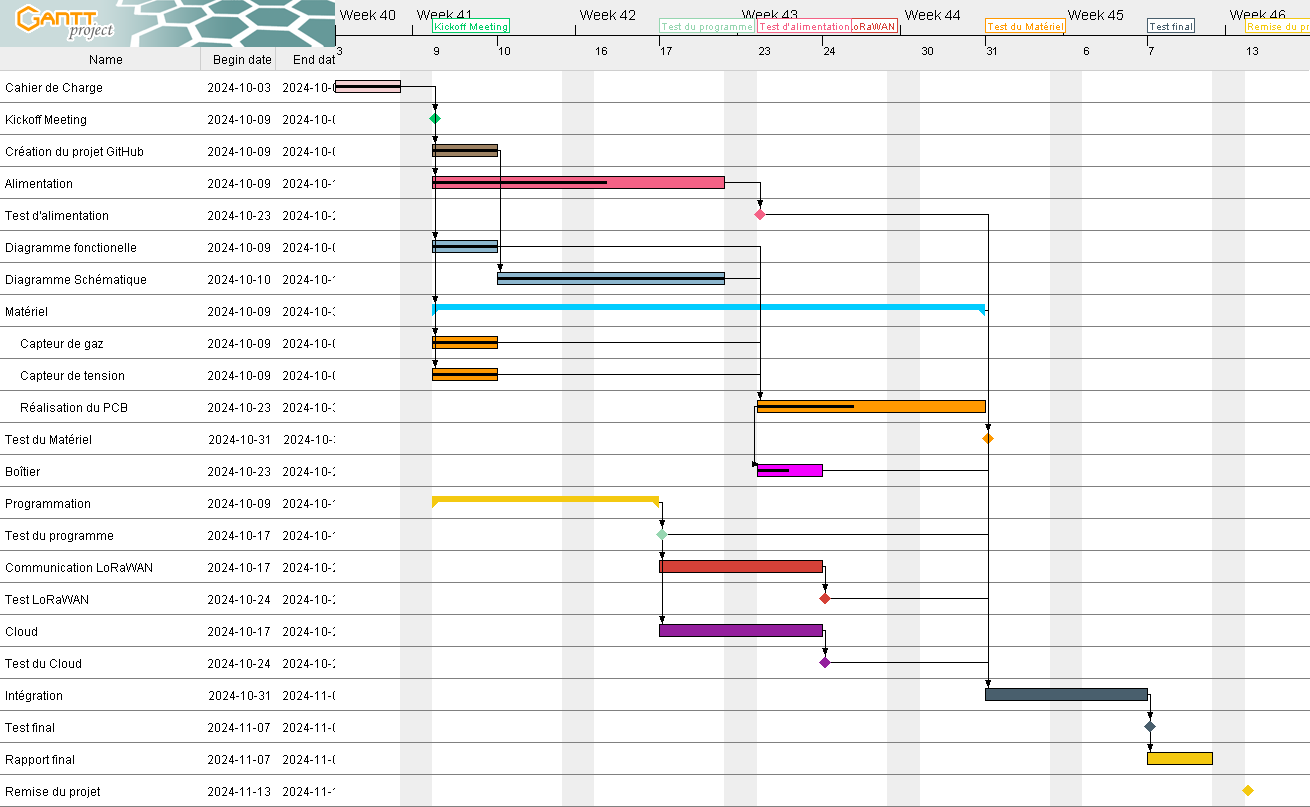 GANTT
project
Week 40
Week 41
Week 42
Week 43
Week 44
Week 45
Week 46
Kickoff Meeting
Test du programme
Test d'alimentation
oRaWAN
Test du Matériel
Test final
Remise du pr
Name
Begin date
End dat
3
9
10
16
17
23
24
30
31
6
7
13
Cahier de Charge 2024-10-03 2024-10-0
Kickoff Meeting 2024-10-09 2024-10-0
Création du projet GitHub 2024-10-09 2024-10-0
Alimentation 2024-10-09 2024-10-1
Test d'alimentation 2024-10-23 2024-10-2
Diagramme fonctionelle 2024-10-09 2024-10-0
Diagramme Schématique 2024-10-10 2024-10-1
Matériel 2024-10-09 2024-10-3
Capteur de gaz 2024-10-09 2024-10-0
Capteur de tension 2024-10-09 2024-10-0
Réalisation du PCB 2024-10-23 2024-10-3
Test du Matériel 2024-10-31 2024-10-3
Boîtier 2024-10-23 2024-10-2
Programmation 2024-10-09 2024-10-1
Test du programme 2024-10-17 2024-10-1
Communication LoRaWAN 2024-10-17 2024-10-2
Test LoRaWAN 2024-10-24 2024-10-2
Cloud 2024-10-17 2024-10-2
Test du Cloud 2024-10-24 2024-10-2
Intégration 2024-10-31 2024-11-0
Test final 2024-11-07 2024-11-0
Rapport final 2024-11-07 2024-11-0
Remise du projet 2024-11-13 2024-11-1